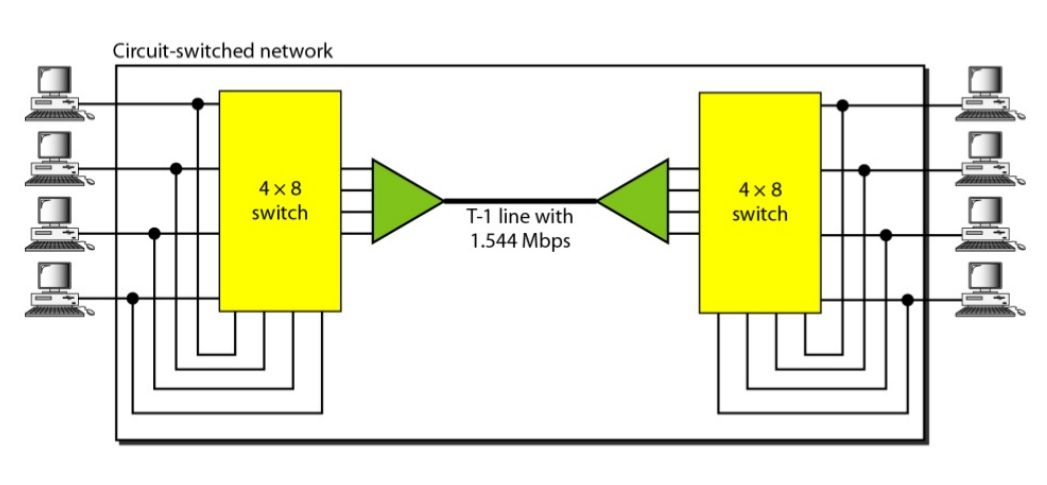 Circuit-switched network
4 × 8
switch
T-1 line with
1.544 Mbps
4 × 8
switch